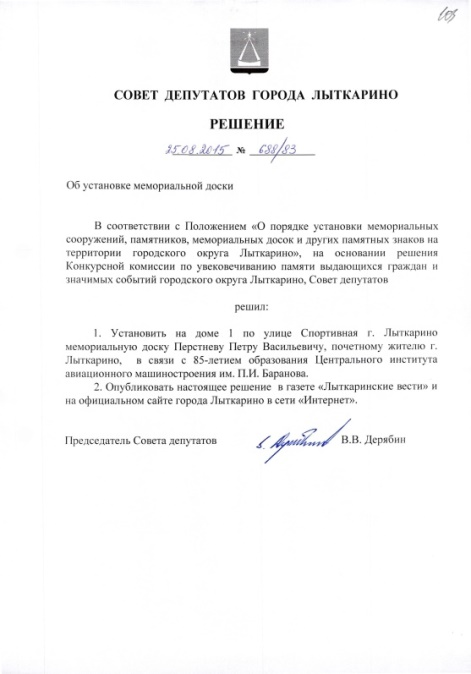 103
СОВЕТ ДЕПУТАТОВ ГОРОДА ЛЫТКАРИНО
РЕШЕНИЕ
25.08.2015 № 688/83
Об установке мемориальной доски
В соответствии с Положением «О порядке установки мемориальных
сооружений, памятников, мемориальных досок и других памятных знаков на
территории городского округа Лыткарино», на основании решения
Конкурсной комиссии по увековечиванию памяти выдающихся граждан и
значимых событий городского округа Лыткарино, Совет депутатов
решил:
1. Установить на доме 1 по улице Спортивная г. Лыткарино
мемориальную доску Перстневу Петру Васильевичу, почетному жителю г.
Лыткарино, в связи с 85-летием образования Центрального института
авиационного машиностроения им. П.И. Баранова.
2. Опубликовать настоящее решение в газете «Лыткаринские вести» и
на официальном сайте города Лыткарино в сети «Интернет».
Председатель Совета депутатов В.В. Дерябин